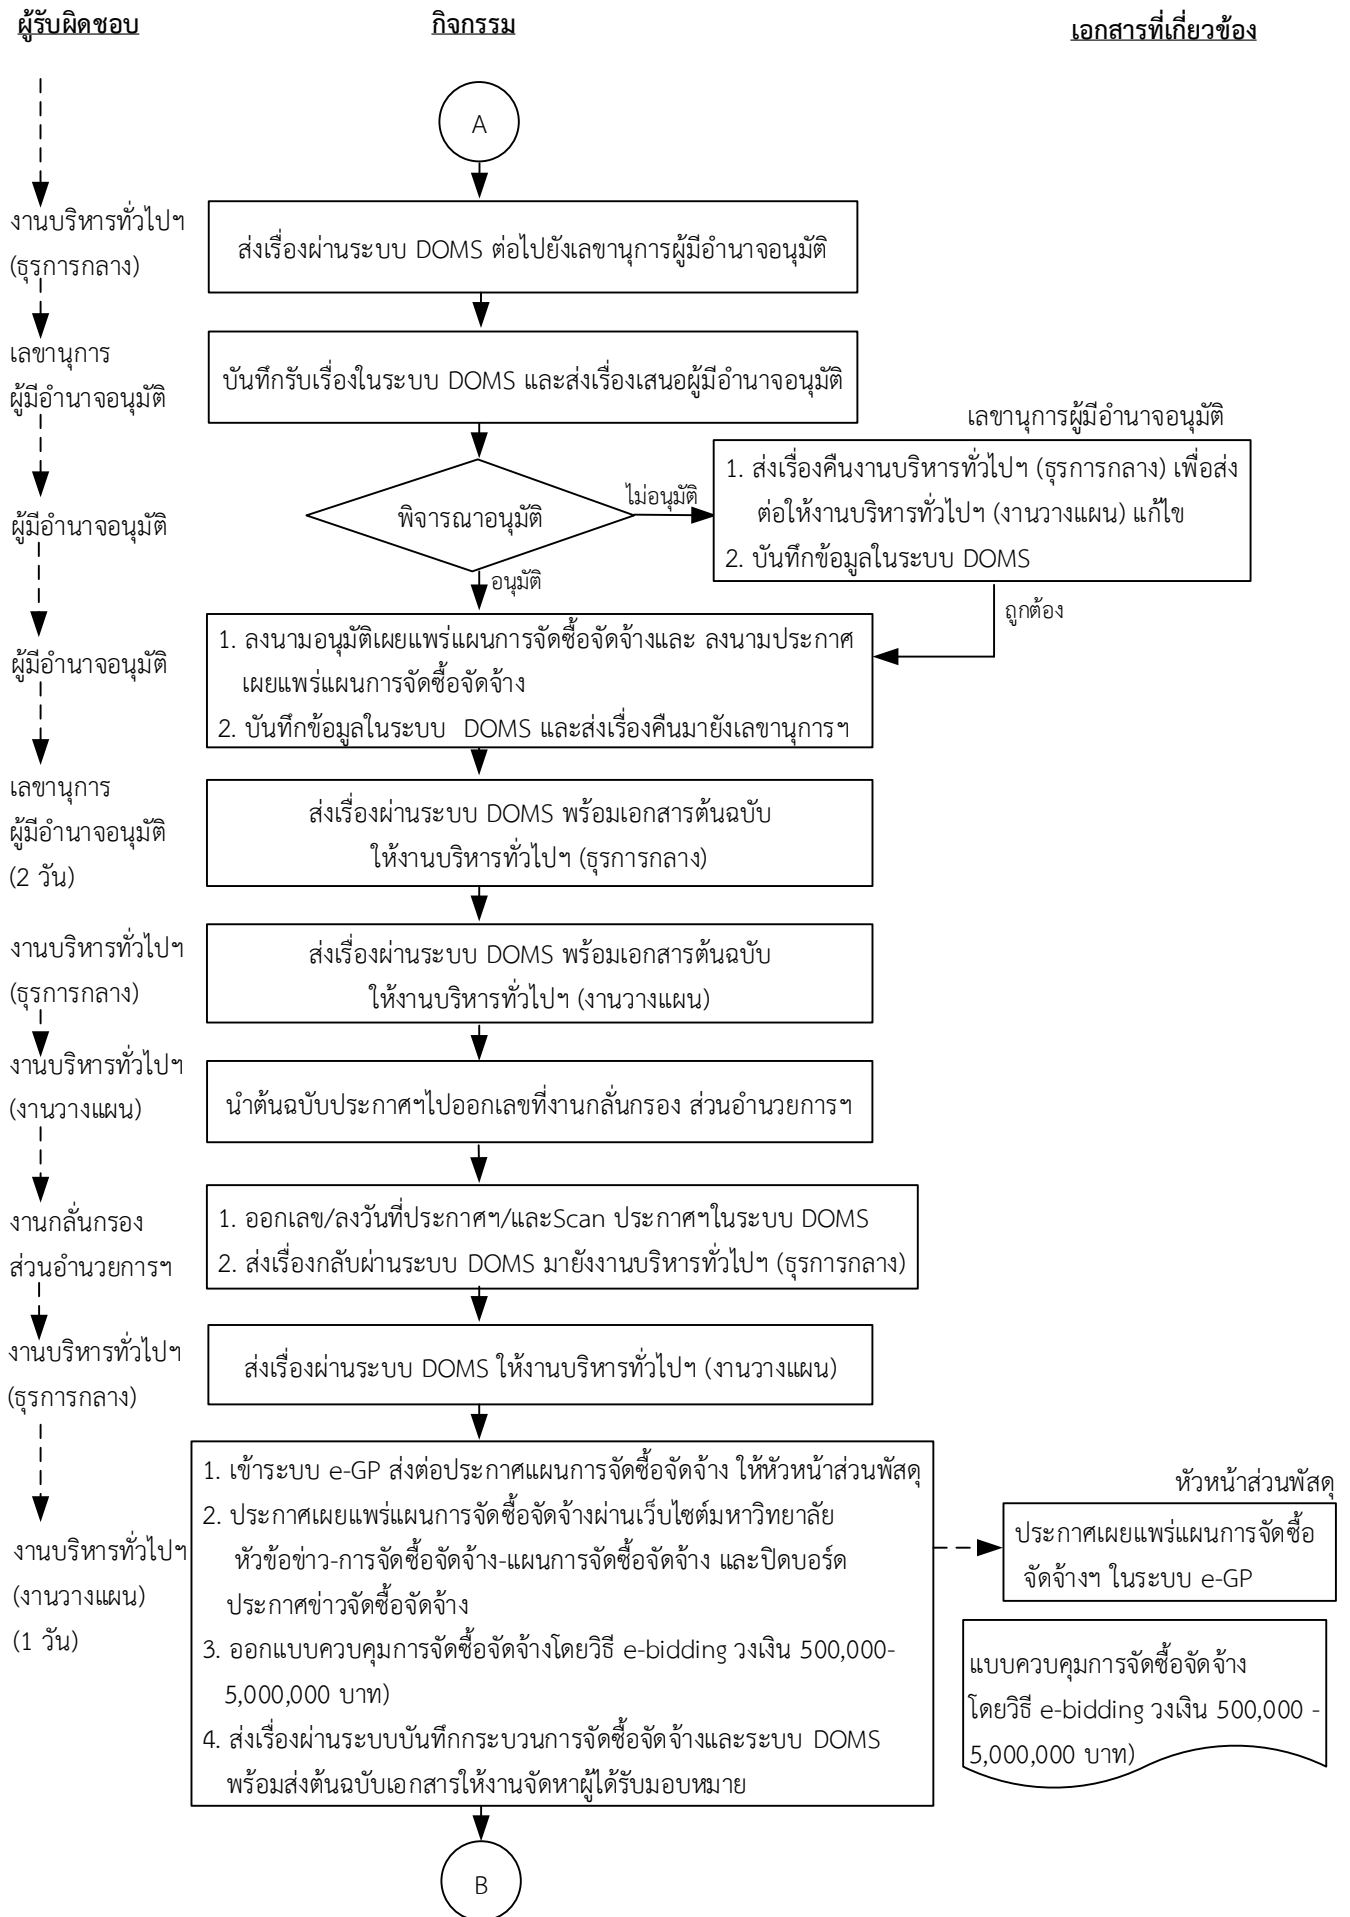 ผู้รับผิดชอบ
กิจกรรม
เอกสารที่เกี่ยวข้อง
A
งานบริหารทั่วไปฯ
(ธุรการกลาง)
ส่งเรื่องผ่านระบบ DOMS ต่อไปยังเลขานุการผู้มีอำนาจอนุมัติ
เลขานุการ
ผู้มีอำนาจอนุมัติ
บันทึกรับเรื่องในระบบ DOMS และส่งเรื่องเสนอผู้มีอำนาจอนุมัติ
เลขานุการผู้มีอำนาจอนุมัติ
ผู้มีอำนาจอนุมัติ
พิจารณาอนุมัติ
ไม่อนุมัติ
1. ส่งเรื่องคืนงานบริหารทั่วไปฯ (ธุรการกลาง) เพื่อส่ง
ต่อให้งานบริหารทั่วไปฯ (งานวางแผน) แก้ไข
2. บันทึกข้อมูลในระบบ DOMS
อนุมัติ
ถูกต้อง
ผู้มีอำนาจอนุมัติ
1. ลงนามอนุมัติเผยแพร่แผนการจัดซื้อจัดจ้างและ ลงนามประกาศ
เผยแพร่แผนการจัดซื้อจัดจ้าง
2. บันทึกข้อมูลในระบบ DOMS และส่งเรื่องคืนมายังเลขานุการฯ
เลขานุการ
ผู้มีอำนาจอนุมัติ
(2 วัน)
ส่งเรื่องผ่านระบบ DOMS พร้อมเอกสารต้นฉบับ
ให้งานบริหารทั่วไปฯ (ธุรการกลาง)
งานบริหารทั่วไปฯ
(ธุรการกลาง)
ส่งเรื่องผ่านระบบ DOMS พร้อมเอกสารต้นฉบับ
ให้งานบริหารทั่วไปฯ (งานวางแผน)
งานบริหารทั่วไปฯ
(งานวางแผน)
นำต้นฉบับประกาศฯไปออกเลขที่งานกลั่นกรอง ส่วนอำนวยการฯ
งานกลั่นกรอง
ส่วนอำนวยการฯ
1. ออกเลข/ลงวันที่ประกาศฯ/และScan ประกาศฯในระบบ DOMS
2. ส่งเรื่องกลับผ่านระบบ DOMS มายังงานบริหารทั่วไปฯ (ธุรการกลาง)
งานบริหารทั่วไปฯ
(ธุรการกลาง)
ส่งเรื่องผ่านระบบ DOMS ให้งานบริหารทั่วไปฯ (งานวางแผน)
งานบริหารทั่วไปฯ
(งานวางแผน)
(1 วัน)
1. เข้าระบบ e-GP ส่งต่อประกาศแผนการจัดซื้อจัดจ้าง ให้หัวหน้าส่วนพัสดุ
2. ประกาศเผยแพร่แผนการจัดซื้อจัดจ้างผ่านเว็บไซต์มหาวิทยาลัย
หัวข้อข่าว-การจัดซื้อจัดจ้าง-แผนการจัดซื้อจัดจ้าง และปิดบอร์ด
ประกาศข่าวจัดซื้อจัดจ้าง
3. ออกแบบควบคุมการจัดซื้อจัดจ้างโดยวิธี e-bidding วงเงิน 500,000-
5,000,000 บาท)
4. ส่งเรื่องผ่านระบบบันทึกกระบวนการจัดซื้อจัดจ้างและระบบ DOMS
พร้อมส่งต้นฉบับเอกสารให้งานจัดหาผู้ได้รับมอบหมาย
หัวหน้าส่วนพัสดุ
ประกาศเผยแพร่แผนการจัดซื้อ
จัดจ้างฯ ในระบบ e-GP
แบบควบคุมการจัดซื้อจัดจ้าง
โดยวิธี e-bidding วงเงิน 500,000 -
5,000,000 บาท)
B